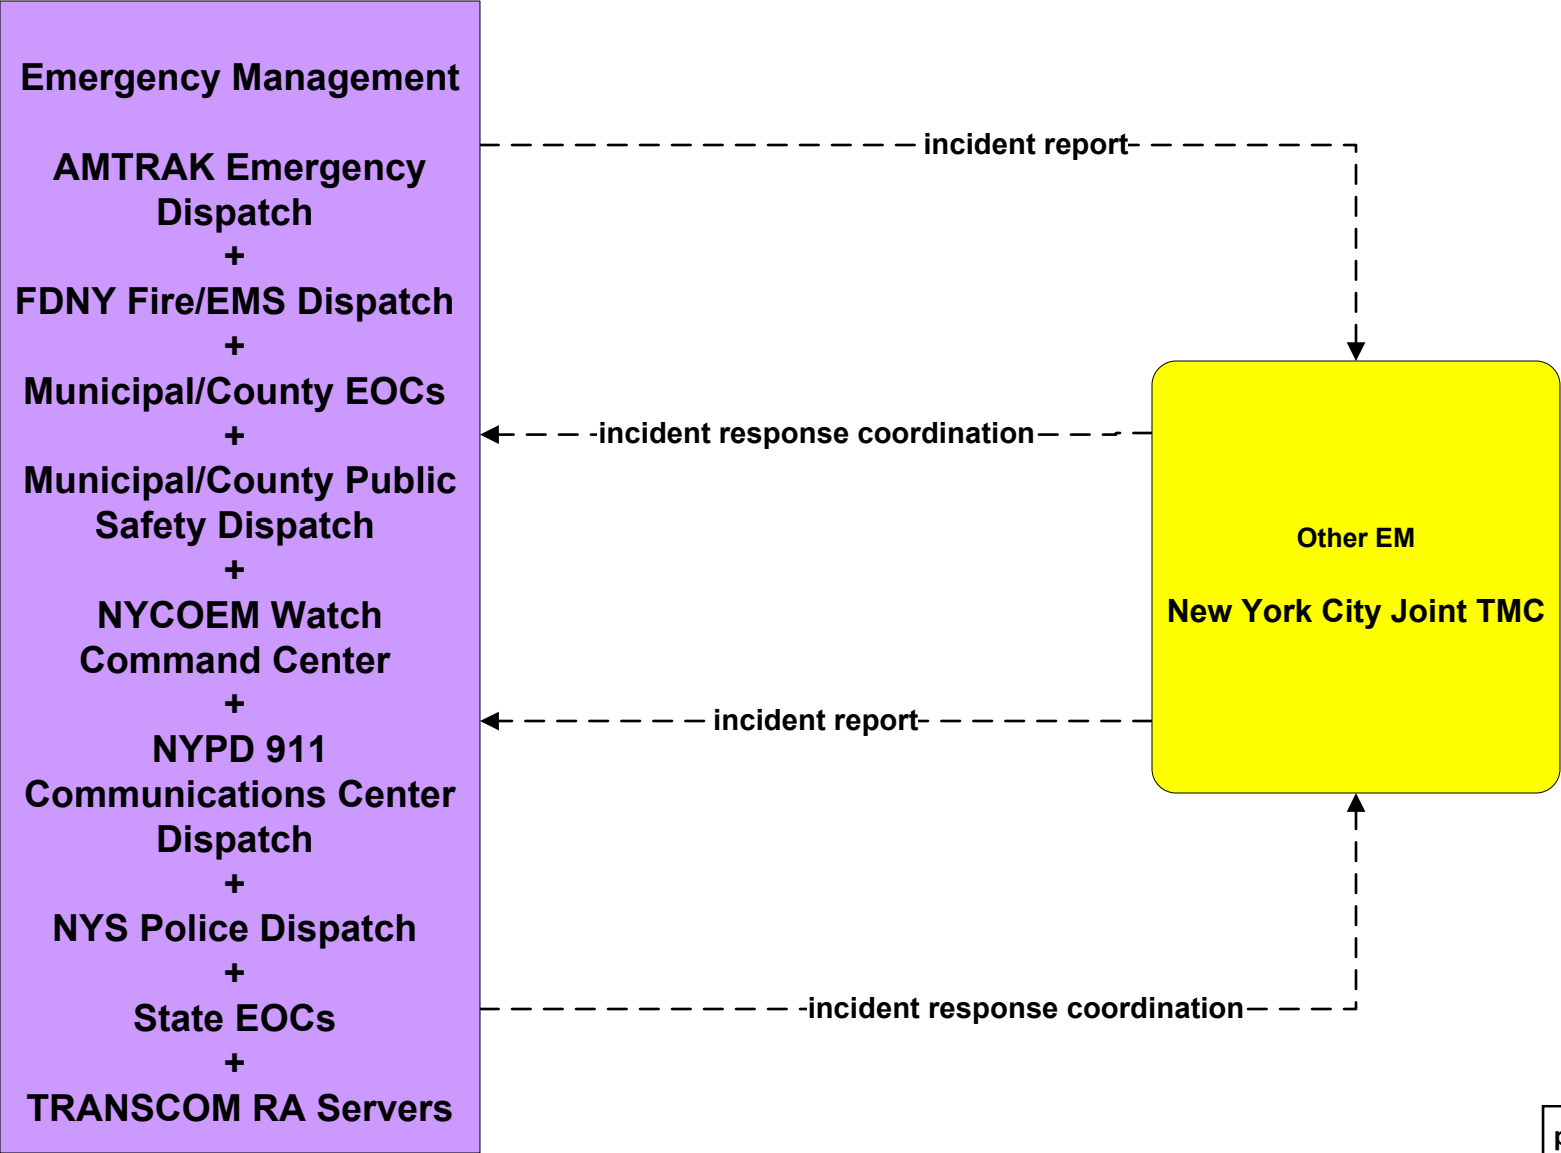 Emergency Management
AMTRAK Emergency
Dispatch
+
FDNY Fire/EMS Dispatch
+
Municipal/County EOCs
+
Municipal/County Public
Safety Dispatch
+
NYCOEM Watch
Command Center
+
NYPD 911
Communications Center
Dispatch
+
NYS Police Dispatch
+
State EOCs
+
TRANSCOM RA Servers
incident report
incident response coordination
incident report
incident response coordination
Other EM
New York City Joint TMC